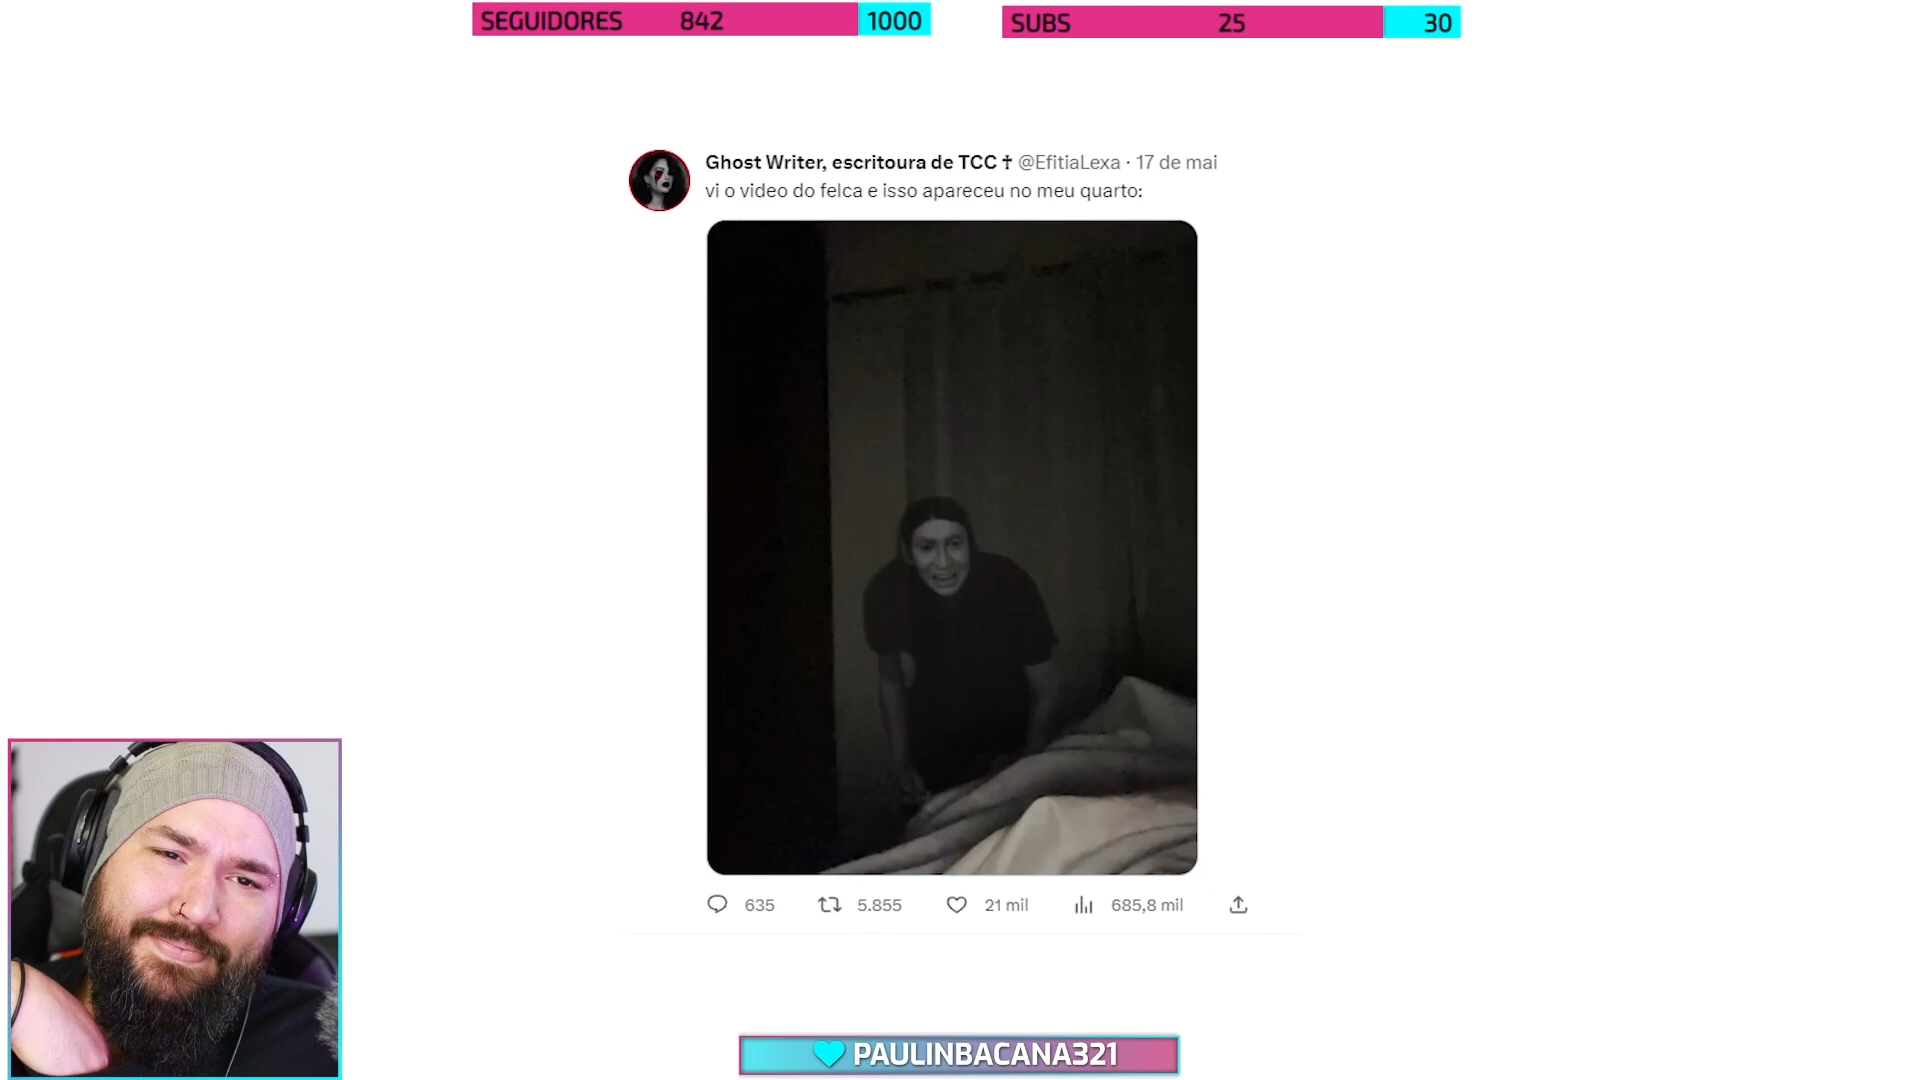 SEGUIDORES 842 1000
SUBS 25 30
Ghost Writer, escritoura de TCC ✝ @EfitiaLexa · 17 de mai
vi o video do felca e isso apareceu no meu quarto:
635 5.855 21 mil 685,8 mil
PAULINBACANA321